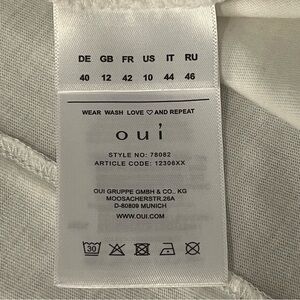 DE GB FR US IT RU
40 12 42 10 44 46
WEAR WASH LOVE ♡ AND REPEAT
oui
STYLE NO: 78082
ARTICLE CODE: 12306XX
OUI GRUPPE GMBH & CO. KG
MOOSACHERSTR.26A
D-80809 MUNICH
WWW.OUI.COM
30